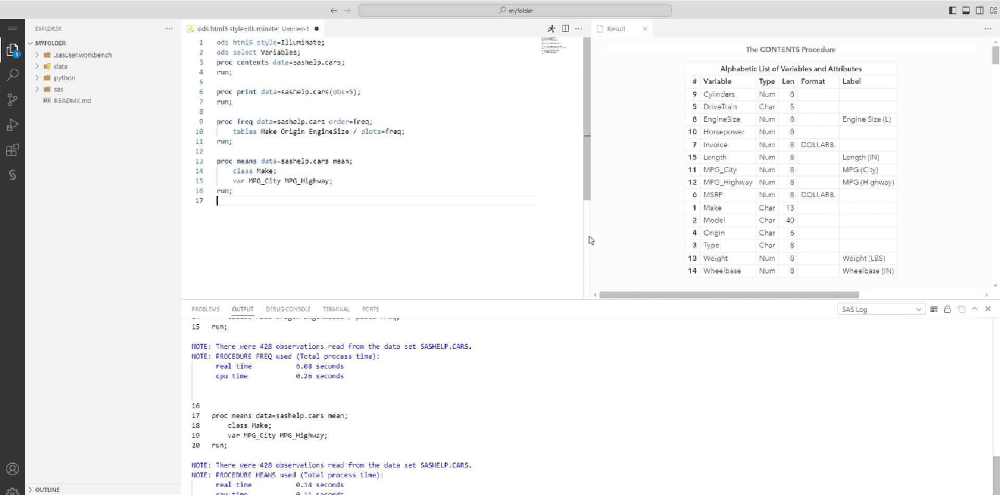 myfolder
EXPLORER
MYFOLDER
.sasuser.workbench
data
python
sas
README.md
OUTLINE
1
ods html5 style=Illuminate; Untitled-1
1 ods html5 style=Illuminate;
2 ods select Variables;
3 proc contents data=sashelp.cars;
4 run;
5
6 proc print data=sashelp.cars(obs=5);
7 run;
8
9 proc freq data=sashelp.cars order=freq;
10 tables Make Origin EngineSize / plots=freq;
11 run;
12
13 proc means data=sashelp.cars mean;
14 class Make;
15 var MPG_City MPG_Highway;
16 run;
17
Result
The CONTENTS Procedure
Alphabetic List of Variables and Attributes
# Variable Type Len Format Label
9 Cylinders Num 8
5 DriveTrain Char 5
8 EngineSize Num 8 Engine Size (L)
10 Horsepower Num 8
7 Invoice Num 8 DOLLAR8.
15 Length Num 8 Length (IN)
11 MPG_City Num 8 MPG (City)
12 MPG_Highway Num 8 MPG (Highway)
6 MSRP Num 8 DOLLAR8.
1 Make Char 13
2 Model Char 40
4 Origin Char 6
3 Type Char 8
13 Weight Num 8 Weight (LBS)
14 Wheelbase Num 8 Wheelbase (IN)
PROBLEMS OUTPUT DEBUG CONSOLE TERMINAL PORTS
SAS Log
15 run;
NOTE: There were 428 observations read from the data set SASHELP.CARS.
NOTE: PROCEDURE FREQ used (Total process time):
real time 6.08 seconds
cpu time 0.26 seconds
16
17 proc means data=sashelp.cars mean;
18 class Make;
19 var MPG_City MPG_Highway;
20 run;
NOTE: There were 428 observations read from the data set SASHELP.CARS.
NOTE: PROCEDURE MEANS used (Total process time):
real time 0.14 seconds
cpu time 0.11 seconds